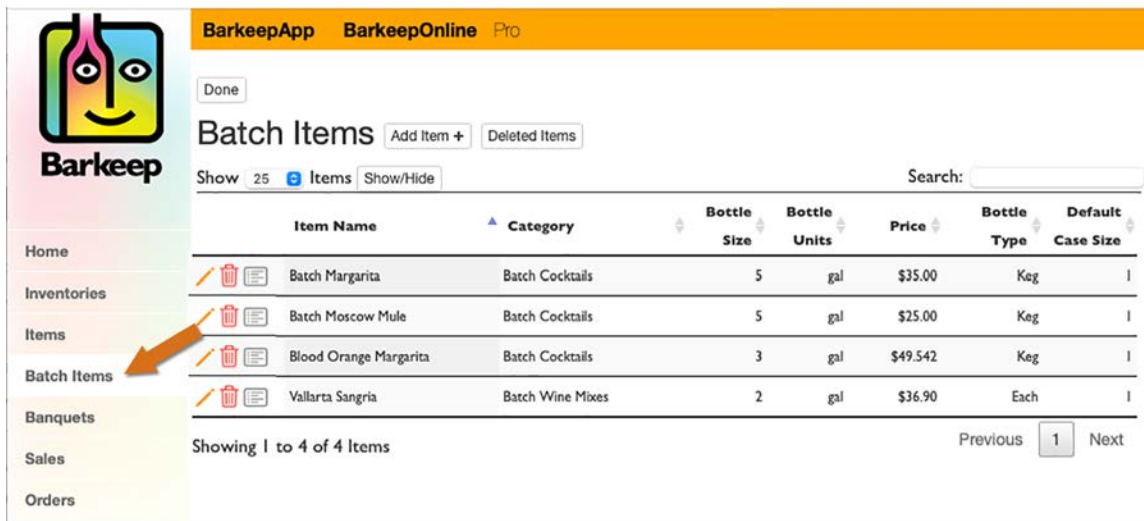 BarkeepApp BarkeepOnline Pro
Barkeep
Home
Inventories
Items
Batch Items
Banquets
Sales
Orders
Done
Batch Items Add Item + Deleted Items
Show 25 Items Show/Hide Search:
Item Name Category Bottle Size Bottle Units Price Bottle Type Default Case Size
Batch Margarita Batch Cocktails 5 gal $35.00 Keg 1
Batch Moscow Mule Batch Cocktails 5 gal $25.00 Keg 1
Blood Orange Margarita Batch Cocktails 3 gal $49.542 Keg 1
Vallarta Sangria Batch Wine Mixes 2 gal $36.90 Each 1
Showing 1 to 4 of 4 Items Previous 1 Next